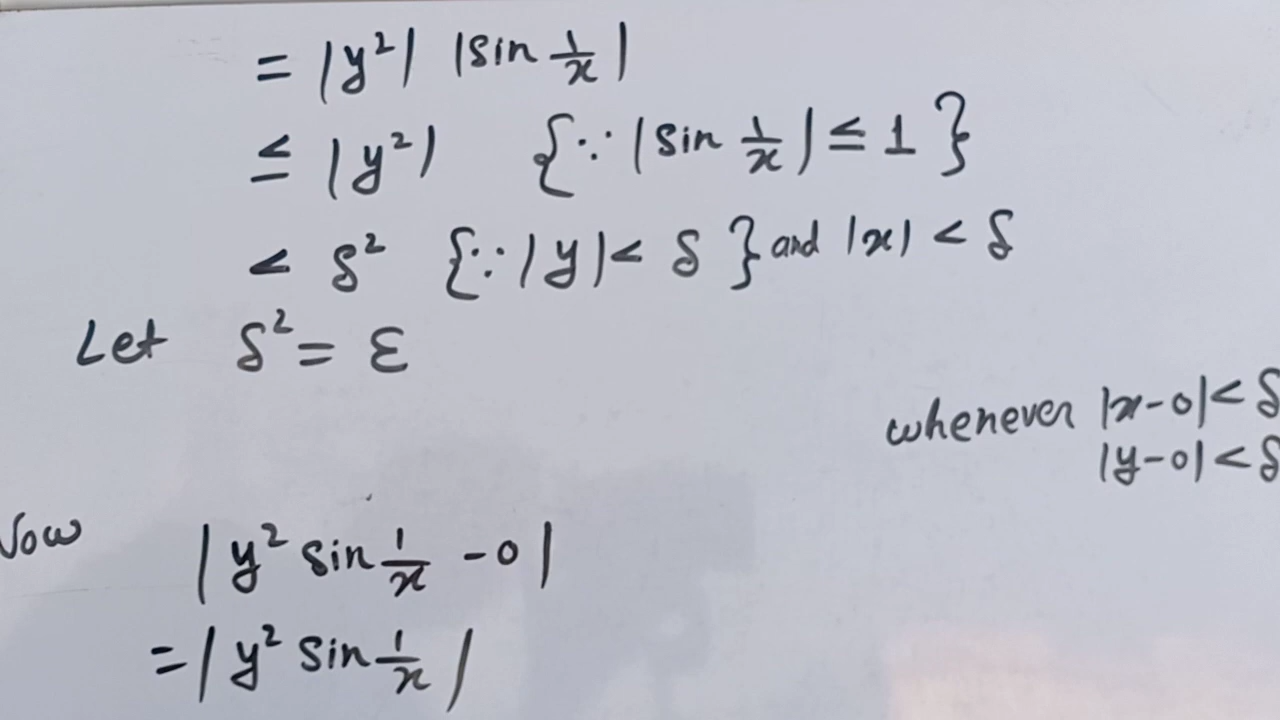 = |y²| |sin 1/x|
≤ |y²| {∵ |sin 1/x| ≤ 1}
< δ² {∵ |y| < δ} and |x| < δ
Let δ² = ε
whenever |x-0| < δ
|y-0| < δ
Now |y² sin 1/x - 0|
= |y² sin 1/x|